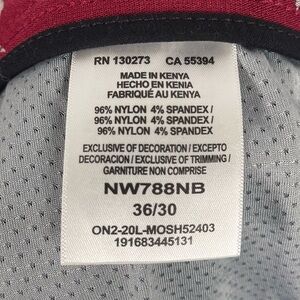 RN 130273 CA 55394
MADE IN KENYA
HECHO EN KENIA
FABRIQUÉ AU KENYA
96% NYLON 4% SPANDEX /
96% NYLON 4% SPANDEX /
96% NYLON 4% SPANDEX /
EXCLUSIVE OF DECORATION / EXCEPTO
DECORACION / EXCLUSIVE OF TRIMMING /
GARNITURE NON COMPRISE
NW788NB
36/30
ON2-20L-MOSH52403
191683445131